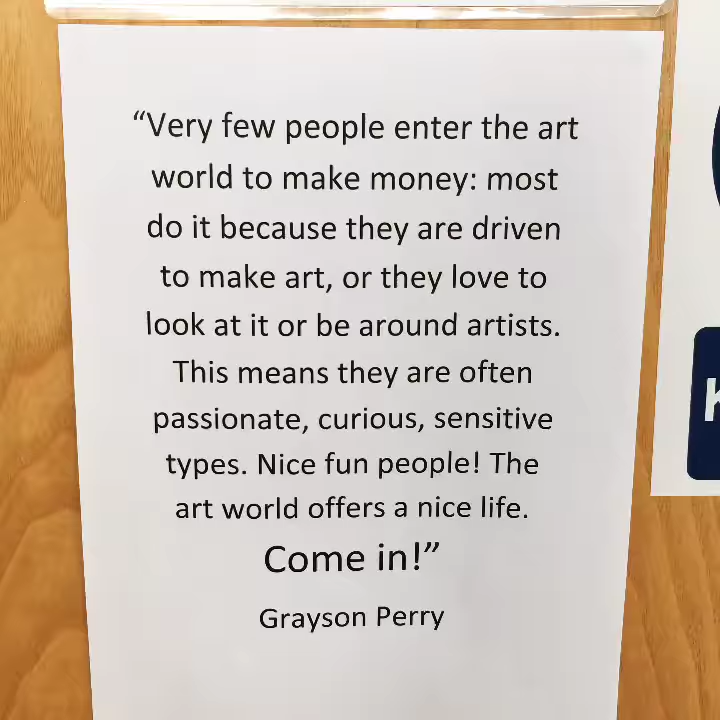 “Very few people enter the art
world to make money: most
do it because they are driven
to make art, or they love to
look at it or be around artists.
This means they are often
passionate, curious, sensitive
types. Nice fun people! The
art world offers a nice life.
Come in!”
Grayson Perry